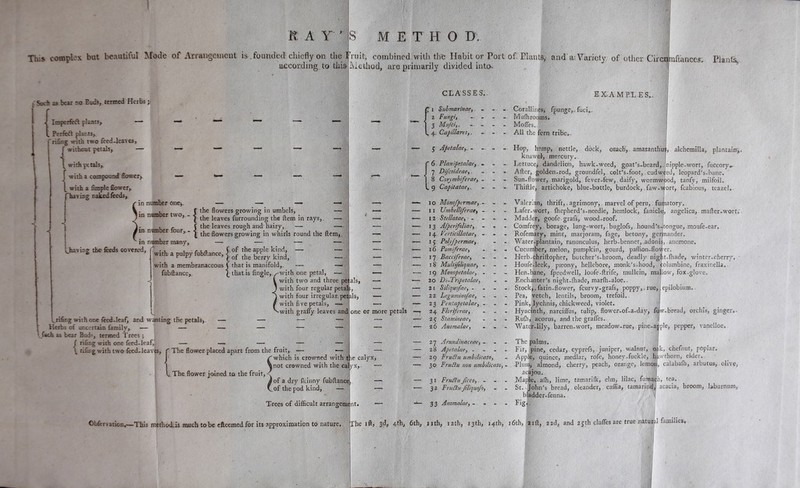 RAY'S METHOD.
This complex but beautiful Mode of Arrangement is founded chiefly on the Fruit, combined with the Habit or Port of Plants, and a Variety of other Circumſtances. Plants,
according to this Method, are primarily divided into
CLASSES. EXAMPLES.
Such as bear no Buds, termed Herbs;
Imperfect plants, — 1 Submarinae, - - - Corallines, ſpunge, fuci.
2 Fungi, - - - - Muſhrooms.
3 Muſci, - - - - Moſſes.
4 Capillares, - - - All the fern tribe.
Perfect plants,
riſing with two ſeed-leaves,
without petals, — 5 Apetalae, - - - - Hop, hemp, nettle, dock, orach, amaranthus, alchemilla, plantain,
knawel, mercury.
with petals,
with a compound flower, — 6 Planipetalae, - - - Lettuce, dandelion, hawk-weed, goat's-beard, nipple-wort, ſuccory.
7 Diſcoideae, - - - After, golden-rod, groundſel, colt's-foot, cudweed, leopard's-bane.
8 Corymbiferae, - - - Sun-flower, marigold, fever-few, daiſy, wormwood, tanſy, milfoil.
9 Capitatae, - - - Thiſtle, artichoke, blue-bottle, burdock, ſaw-wort, ſcabious, teazel.
with a ſimple flower,
having naked ſeeds,
in number one, — 10 Monoſpermae, - - - Valerian, thrift, agrimony, marvel of peru, fumatory.
in number two, - the flowers growing in umbels, — 11 Umbelliferae, - - - Laſer-wort, ſhepherd's-needle, hemlock, ſanicle, angelica, maſter-wort.
the leaves ſurrounding the ſtem in rays, — 12 Stellatae, - - - - Madder, gooſe graſs, wood-roof.
in number four, - the leaves rough and hairy, — 13 Aſperifoliae, - - - Comfrey, borage, lang-wort, bugloſs, hound's-tongue, mouſe-ear.
the flowers growing in whirls round the ſtem, 14 Verticillatae, - - - Roſemary, mint, marjoram, ſage, betony, germander.
in number many, — 15 Polyſpermae, - - - Water-plantain, ranunculus, herb-bennet, adonis, anemone.
having the ſeeds covered,
with a pulpy ſubſtance, of the apple kind, — 16 Pomiferae, - - - Cucumber, melon, pumpkin, gourd, paſſion-flower.
of the berry kind, — 17 Bacciferae, - - - Herb-chriſtopher, butcher's-broom, deadly night-ſhade, winter-cherry.
with a membranaceous ſubſtance, that is manifold, — 18 Multiſiliquae, - - - Houſe-leek, peony, hellebore, monk's-hood, columbine, fraxinella.
that is ſingle, with one petal, — 19 Monopetalae, - - - Hen-bane, ſpeedwell, looſe-ſtrife, mullein, mallow, fox-glove.
with two and three petals, — 20 Di-Tripetalae, - - Enchanter's night-ſhade, marſh-aloe.
with four regular petals, — 21 Siliquoſae, - - - Stock, ſatin-flower, ſcurvy-graſs, poppy, rue, epilobium.
with four irregular petals, — 22 Leguminoſae, - - - Pea, vetch, lentils, broom, trefoil.
with five petals, — 23 Pentapetalae, - - - Pink, lychnis, chickweed, violet.
with graſſy leaves and one or more petals — 24 Floriferae, - - - Hyacinth, narciſſus, tulip, flower-of-a-day, ſow-bread, orchis, ginger.
riſing with one ſeed-leaf, and wanting the petals, — 25 Stamineae, - - - Ruſh, acorus, and the graſſes.
Herbs of uncertain family, — 26 Anomalae, - - - Water-lily, barren-wort, meadow-rue, pine-apple, pepper, vanelloe.
Such as bear Buds, termed Trees;
riſing with one ſeed-leaf, — 27 Arundinaceae, - - - The palms.
riſing with two ſeed-leaves, The flower placed apart from the fruit, — 28 Apetalae, - - - - Fir, pine, cedar, cypreſs, juniper, walnut, oak, cheſnut, poplar.
The flower joined to the fruit, which is crowned with the calyx, — 29 Fructu umbilicato, - Apple, quince, medlar, roſe, honey-ſuckle, hawthorn, elder.
not crowned with the calyx, — 30 Fructu non umbilicato, - Plum, almond, cherry, peach, orange, lemon, calabaſh, arbutus, olive,
acajou.
of a dry ſkinny ſubſtance, — 31 Fructu ſicco, - - - Maple, aſh, lime, tamariſk, elm, lilac, ſumach, tea.
of the pod kind, — 32 Fructu ſiliquoſo, - - St. John's bread, oleander, caſſia, tamarind, acacia, broom, laburnum,
bladder-ſenna.
Trees of difficult arrangement. — 33 Anomalae, - - - - Fig.
Obſervation.—This method is much to be eſteemed for its approximation to nature. The 1ſt, 3d, 4th, 6th, 11th, 12th, 13th, 14th, 16th, 21ſt, 22d, and 25th claſſes are true natural families.